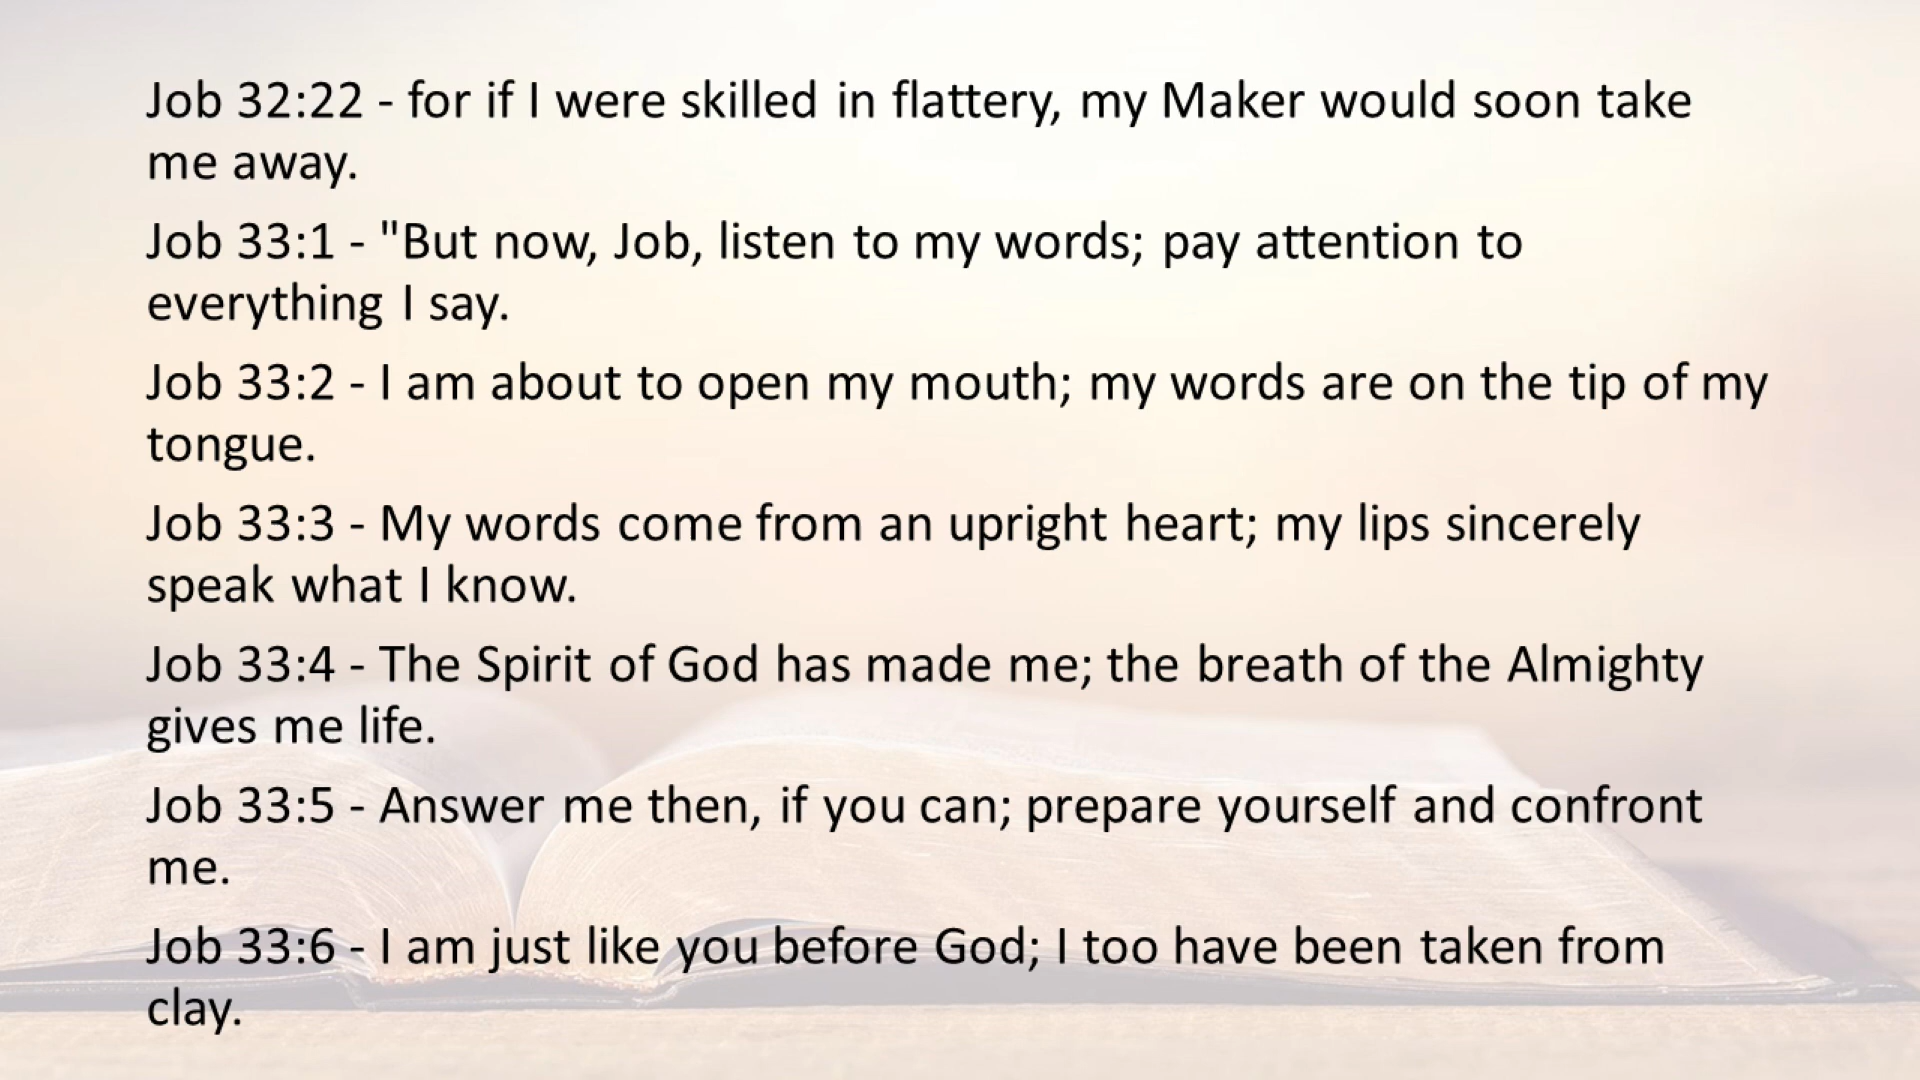 Job 32:22 - for if I were skilled in flattery, my Maker would soon take
me away.
Job 33:1 - "But now, Job, listen to my words; pay attention to
everything I say.
Job 33:2 - I am about to open my mouth; my words are on the tip of my
tongue.
Job 33:3 - My words come from an upright heart; my lips sincerely
speak what I know.
Job 33:4 - The Spirit of God has made me; the breath of the Almighty
gives me life.
Job 33:5 - Answer me then, if you can; prepare yourself and confront
me.
Job 33:6 - I am just like you before God; I too have been taken from
clay.